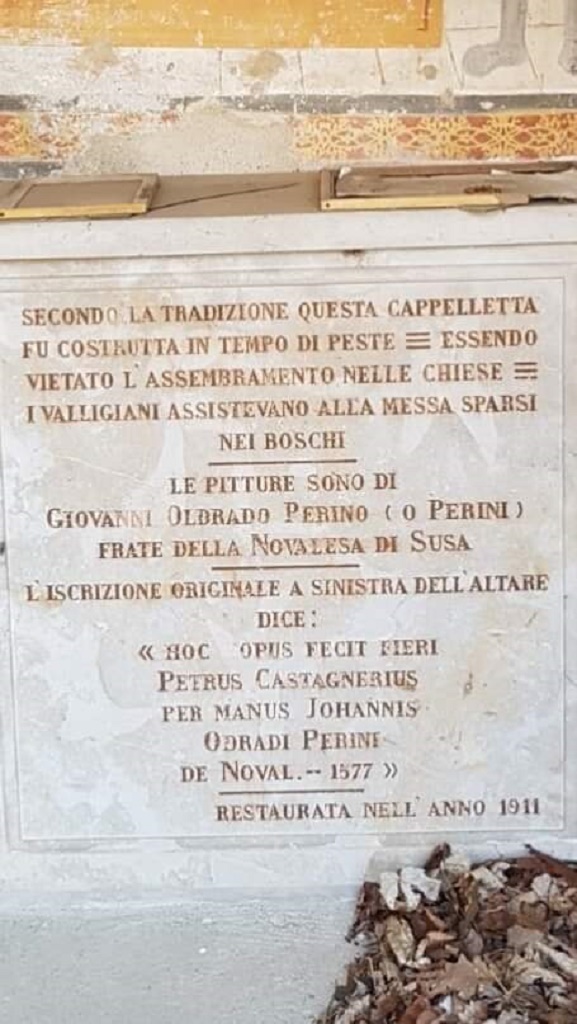 SECONDO LA TRADIZIONE QUESTA CAPPELLETTA
FU COSTRUTTA IN TEMPO DI PESTE ≡ ESSENDO
VIETATO L'ASSEMBRAMENTO NELLE CHIESE ≡
I VALLIGIANI ASSISTEVANO ALLA MESSA SPARSI
NEI BOSCHI
LE PITTURE SONO DI
GIOVANNI OLDRADO PERINO (O PERINI)
FRATE DELLA NOVALESA DI SUSA
L'ISCRIZIONE ORIGINALE A SINISTRA DELL'ALTARE
DICE:
« HOC OPUS FECIT FIERI
PETRUS CASTAGNERIUS
PER MANUS JOHANNIS
ODRADI PERINI
DE NOVAL.-- 1577 »
RESTAURATA NELL'ANNO 1911